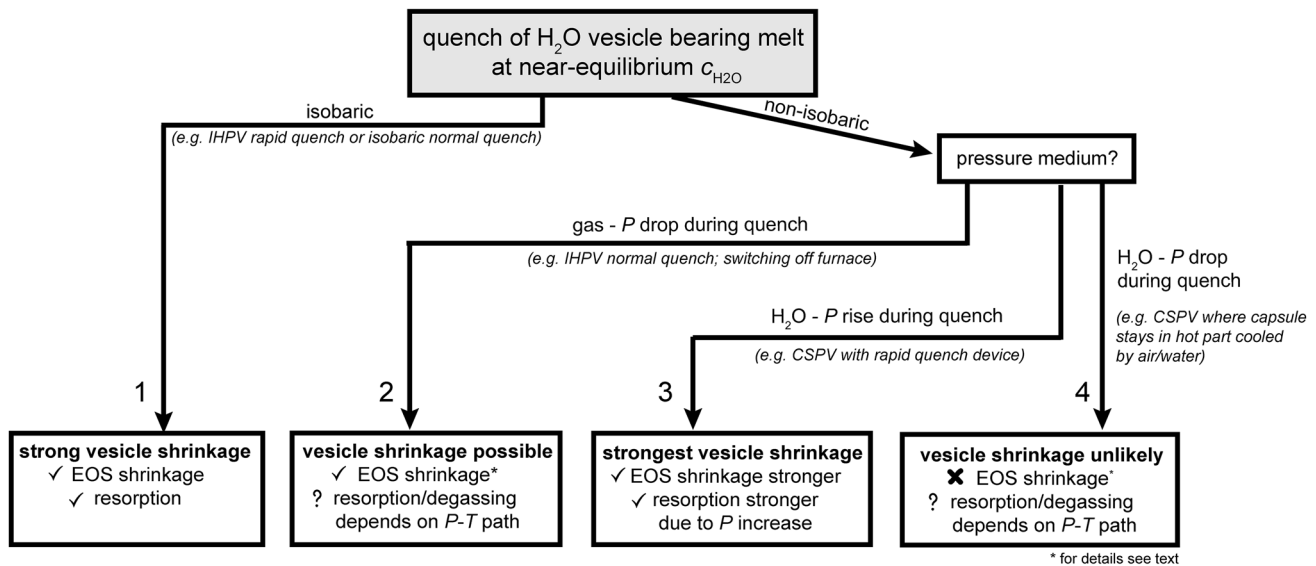 quench of H₂O vesicle bearing melt
at near-equilibrium cH2O
isobaric
(e.g. IHPV rapid quench or isobaric normal quench)
non-isobaric
pressure medium?
gas - P drop during quench
(e.g. IHPV normal quench; switching off furnace)
H₂O - P rise during quench
(e.g. CSPV with rapid quench device)
H₂O - P drop
during quench
(e.g. CSPV where capsule
stays in hot part cooled
by air/water)
1
strong vesicle shrinkage
✓ EOS shrinkage
✓ resorption
2
vesicle shrinkage possible
✓ EOS shrinkage*
? resorption/degassing
depends on P-T path
3
strongest vesicle shrinkage
✓ EOS shrinkage stronger
✓ resorption stronger
due to P increase
4
vesicle shrinkage unlikely
✖ EOS shrinkage*
? resorption/degassing
depends on P-T path
* for details see text